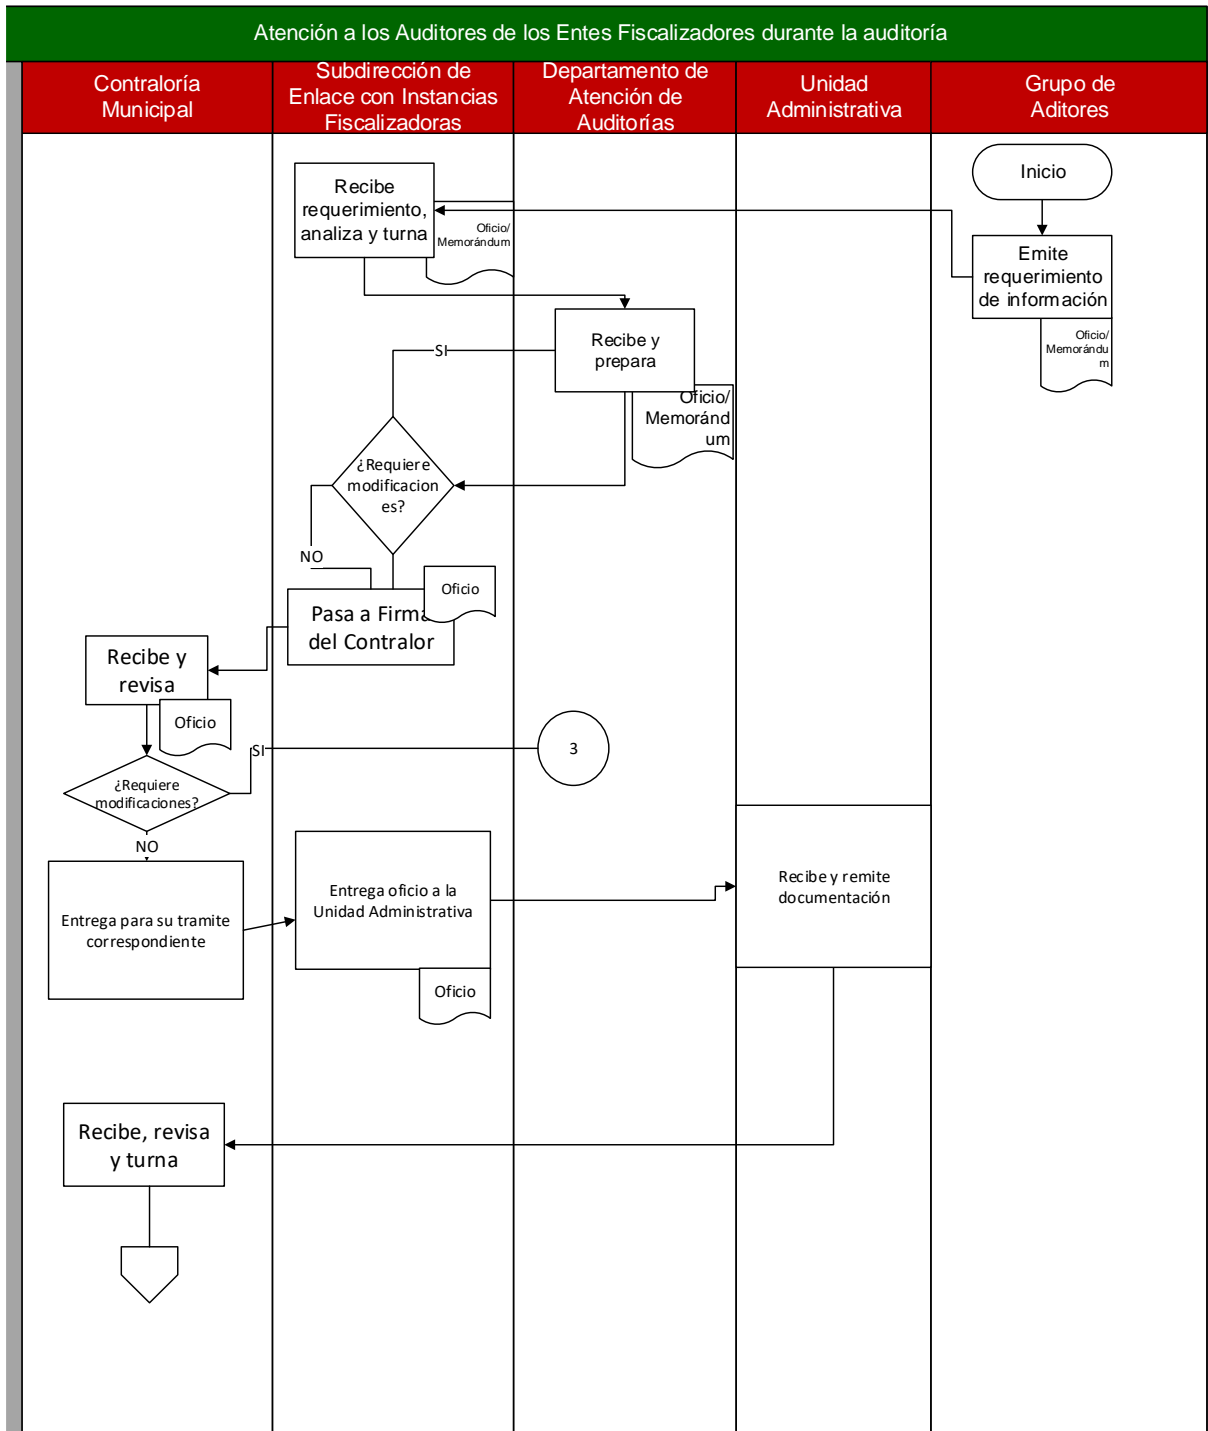 Atención a los Auditores de los Entes Fiscalizadores durante la auditoría
Contraloría
Municipal
Subdirección de
Enlace con Instancias
Fiscalizadoras
Departamento de
Atención de
Auditorías
Unidad
Administrativa
Grupo de
Aditores
Inicio
Recibe
requerimiento,
analiza y turna
Oficio/
Memorándum
Emite
requerimiento
de información
Oficio/
Memorándu
m
Recibe y
prepara
SI
Oficio/
Memoránd
um
¿Requiere
modificacion
es?
NO
Oficio
Pasa a Firma
del Contralor
Recibe y
revisa
Oficio
SI
3
¿Requiere
modificaciones?
NO
Entrega para su tramite
correspondiente
Entrega oficio a la
Unidad Administrativa
Oficio
Recibe y remite
documentación
Recibe, revisa
y turna